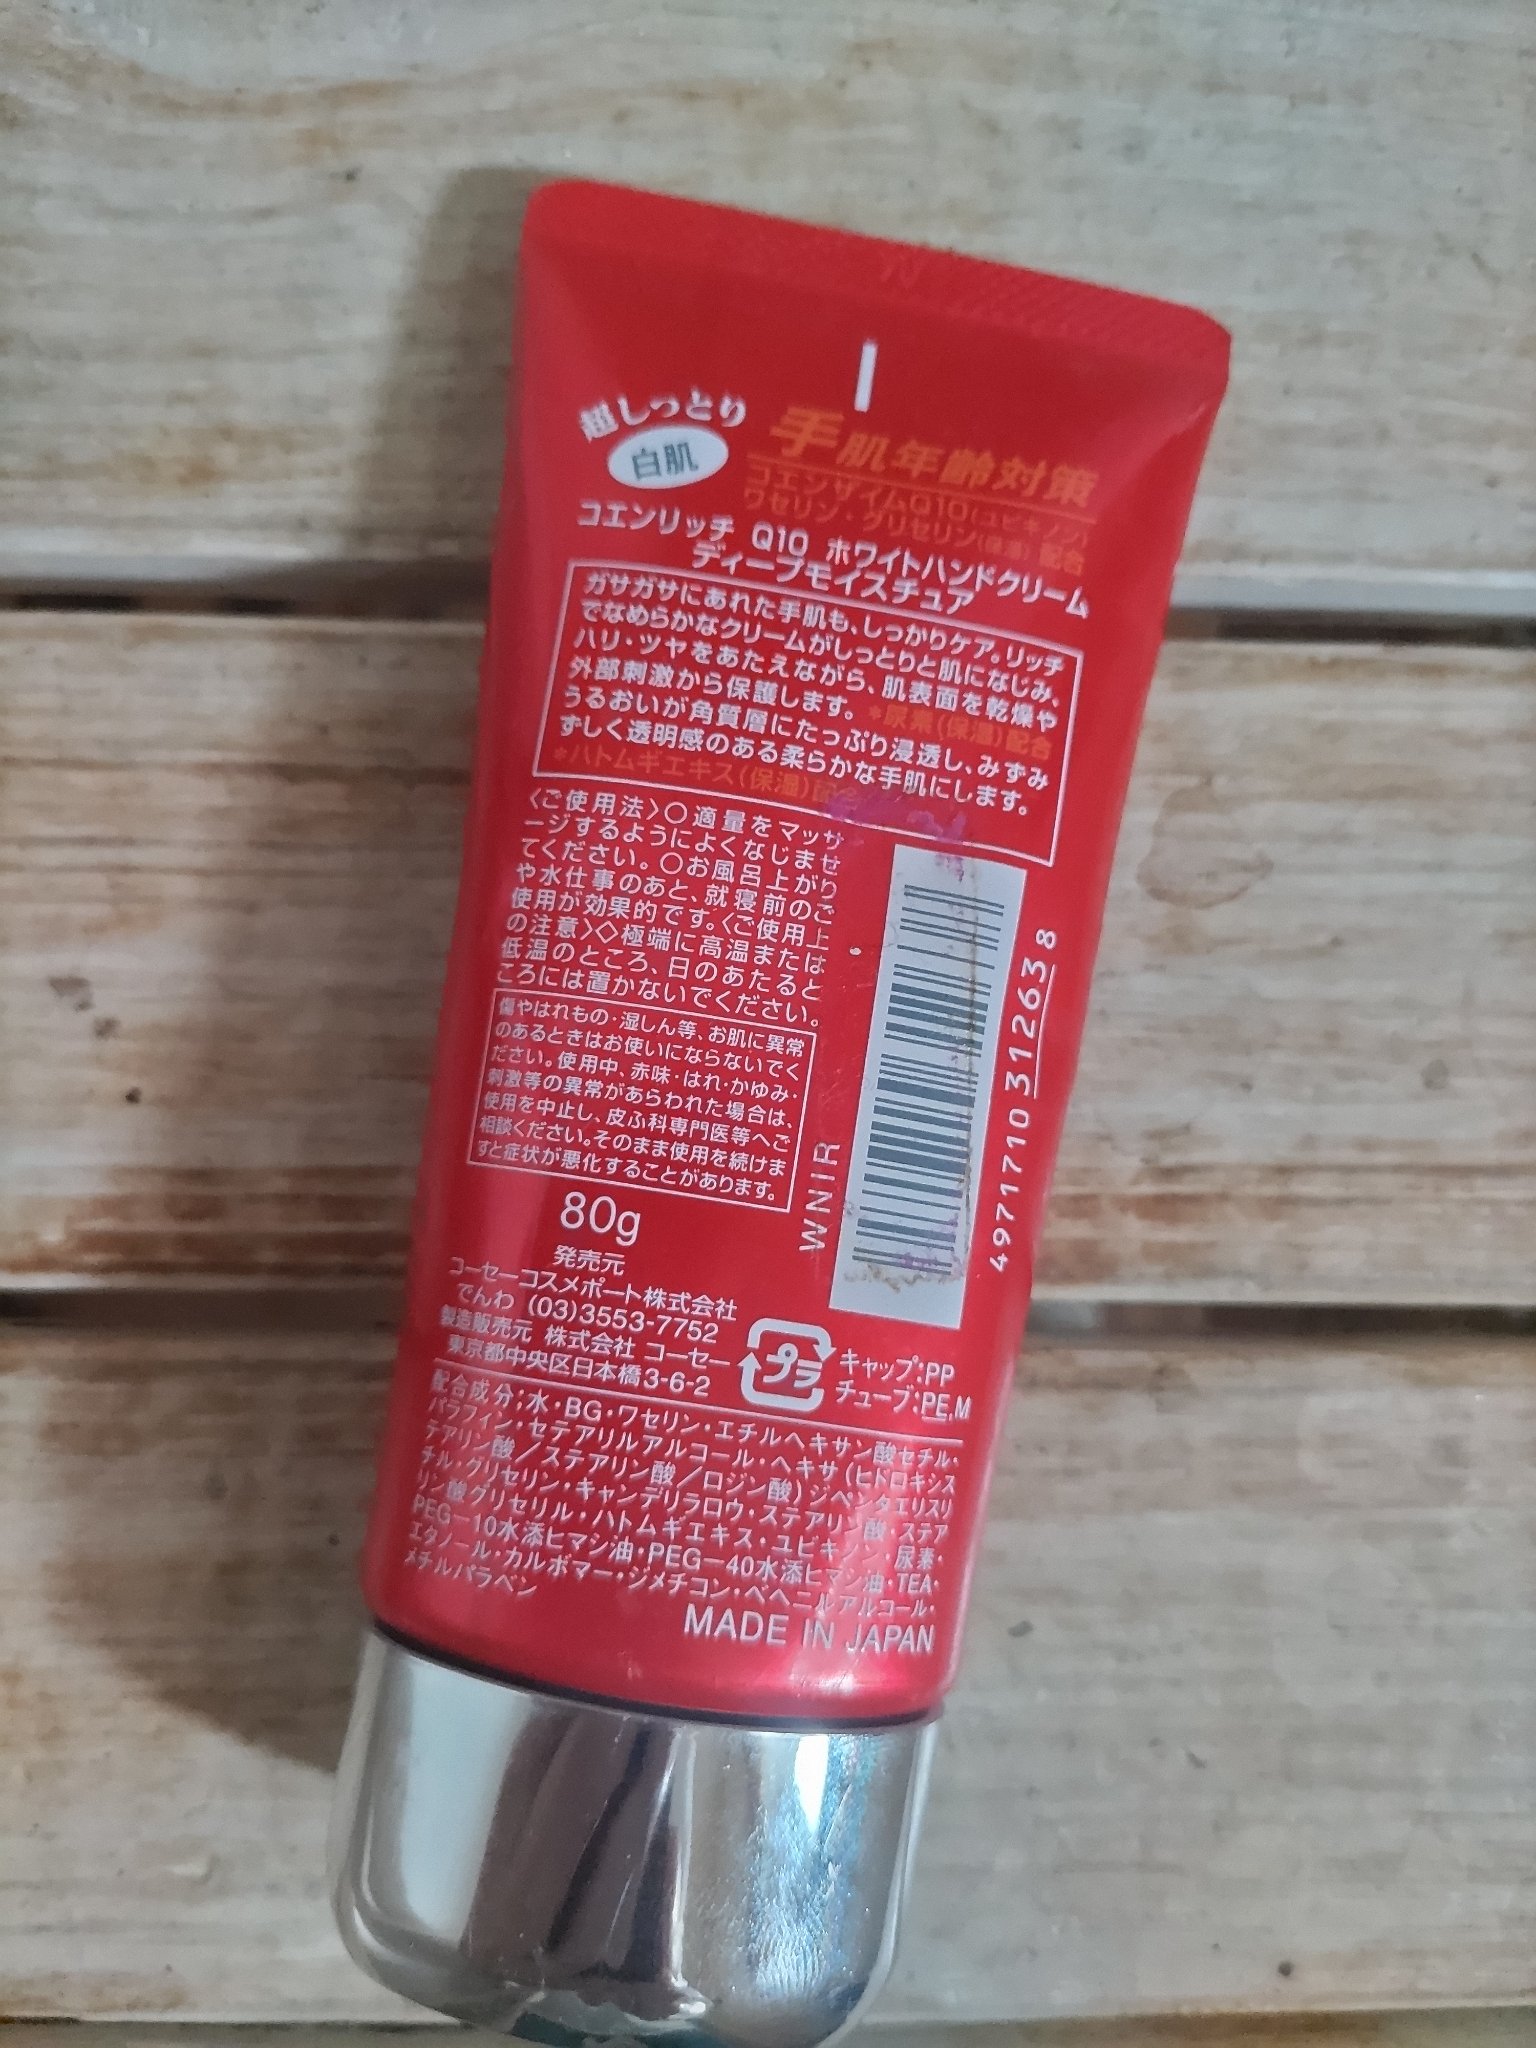 超しっとり
白肌
手肌年齢対策
コエンザイムQ10(ユビキノン)
ワセリン・グリセリン(保湿)配合
コエンリッチ Q10 ホワイトハンドクリーム
ディープモイスチュア
ガサガサにあれた手肌も、しっかりケア。リッチ
でなめらかなクリームがしっとりと肌になじみ、
ハリ・ツヤをあたえながら、肌表面を乾燥や
外部刺激から保護します。*尿素(保湿)配合
うるおいが角質層にたっぷり浸透し、みずみ
ずしく透明感のある柔らかな手肌にします。
*ハトムギエキス(保湿)配合
〈ご使用法〉○適量をマッサ
ージするようによくなじませ
てください。○お風呂上がり
や水仕事のあと、就寝前のご
使用が効果的です。〈ご使用上
の注意〉◇極端に高温または
低温のところ、日のあたると
ころには置かないでください。
傷やはれもの・湿しん等、お肌に異常
のあるときはお使いにならないでく
ださい。使用中、赤味・はれ・かゆみ・
刺激等の異常があらわれた場合は、
使用を中止し、皮ふ科専門医等へご
相談ください。そのまま使用を続けま
すと症状が悪化することがあります。
WNIR
4971710312638
80g
発売元
コーセーコスメポート株式会社
でんわ (03)3553-7752
製造販売元 株式会社 コーセー
東京都中央区日本橋3-6-2
プラ
キャップ:PP
チューブ:PE,M
配合成分:水・BG・ワセリン・エチルヘキサン酸セチル・
パラフィン・セテアリルアルコール・ヘキサ(ヒドロキシス
テアリン酸/ステアリン酸/ロジン酸)ジペンタエリスリ
チル・グリセリン・キャンデリラロウ・ステアリン酸・ステア
リン酸グリセリル・ハトムギエキス・ユビキノン・尿素・
PEG-10水添ヒマシ油・PEG-40水添ヒマシ油・TEA・
エタノール・カルボマー・ジメチコン・ベヘニルアルコール・
メチルパラベン
MADE IN JAPAN